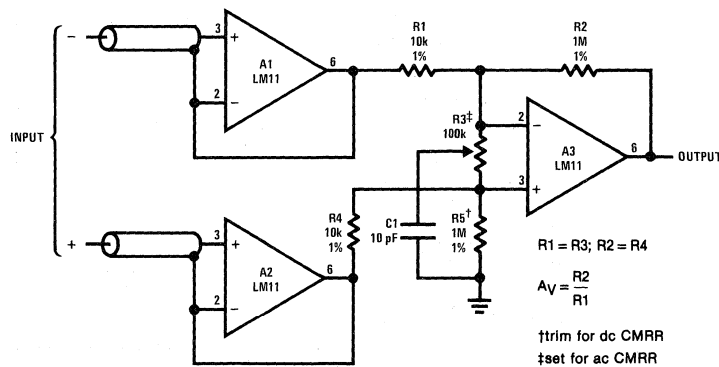 R1
10k
1%
R2
1M
1%
−
3
+
A1
LM11
6
2
−
INPUT
R3‡
100k
2
−
A3
LM11
6
OUTPUT
3
+
R4
10k
1%
C1
10 pF
R5†
1M
1%
+
3
+
A2
LM11
6
2
−
R1 = R3; R2 = R4
AV = R2
R1
†trim for dc CMRR
‡set for ac CMRR